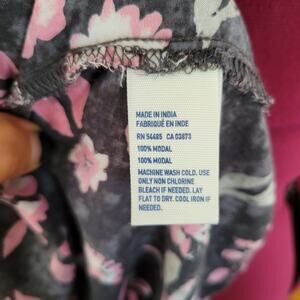 MADE IN INDIA
FABRIQUÉ EN INDE
RN 54485 CA 03873
100% MODAL
100% MODAL
MACHINE WASH COLD. USE
ONLY NON CHLORINE
BLEACH IF NEEDED. LAY
FLAT TO DRY. COOL IRON IF
NEEDED.